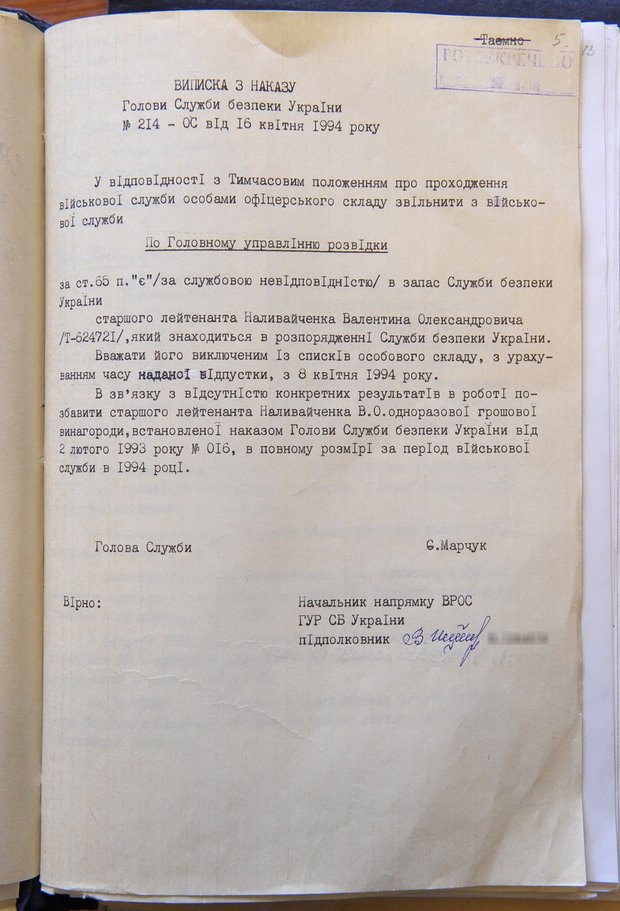 Таємно 5.
13
РОЗСЕКРЕЧЕНО
ВИПИСКА З НАКАЗУ
Голови Служби безпеки України
№ 214 - ОС від 16 квітня 1994 року
У відповідності з Тимчасовим положенням про проходження
військової служби особами офіцерського складу звільнити з військо-
вої служби
По Головному управлінню розвідки
за ст.65 п."є"/за службовою невідповідністю/ в запас Служби безпеки
України
старшого лейтенанта Наливайченка Валентина Олександровича
/Т-624721/,який знаходиться в розпорядженні Служби безпеки України.
Вважати його виключеним із списків особового складу, з ураху-
ванням часу наданої відпустки, з 8 квітня 1994 року.
В зв'язку з відсутністю конкретних результатів в роботі по-
збавити старшого лейтенанта Наливайченка В.О.одноразової грошової
винагороди,встановленої наказом Голови Служби безпеки України від
2 лютого 1993 року № 016, в повному розмірі за період військової
служби в 1994 році.
Голова Служби Є.Марчук
Вірно: Начальник напрямку ВРОС
ГУР СБ України
підполковник